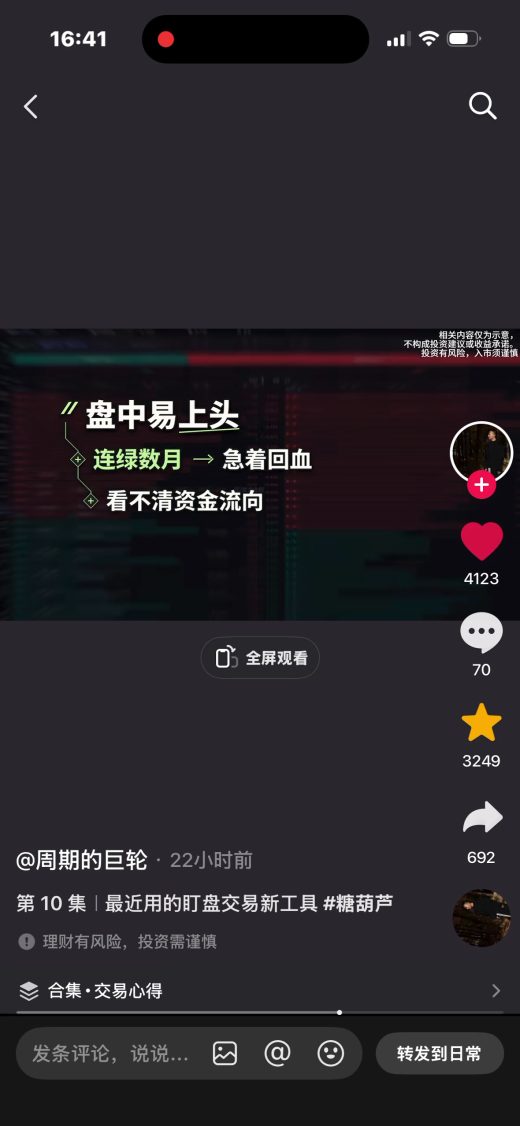 16:41
相关内容仅为示意，
不构成投资建议或收益承诺。
投资有风险，入市须谨慎
盘中易上头
连绿数月 → 急着回血
看不清资金流向
4123
全屏观看
70
3249
692
@周期的巨轮 · 22小时前
第 10 集 | 最近用的盯盘交易新工具 #糖葫芦
理财有风险，投资需谨慎
合集 · 交易心得
发条评论，说说...
转发到日常